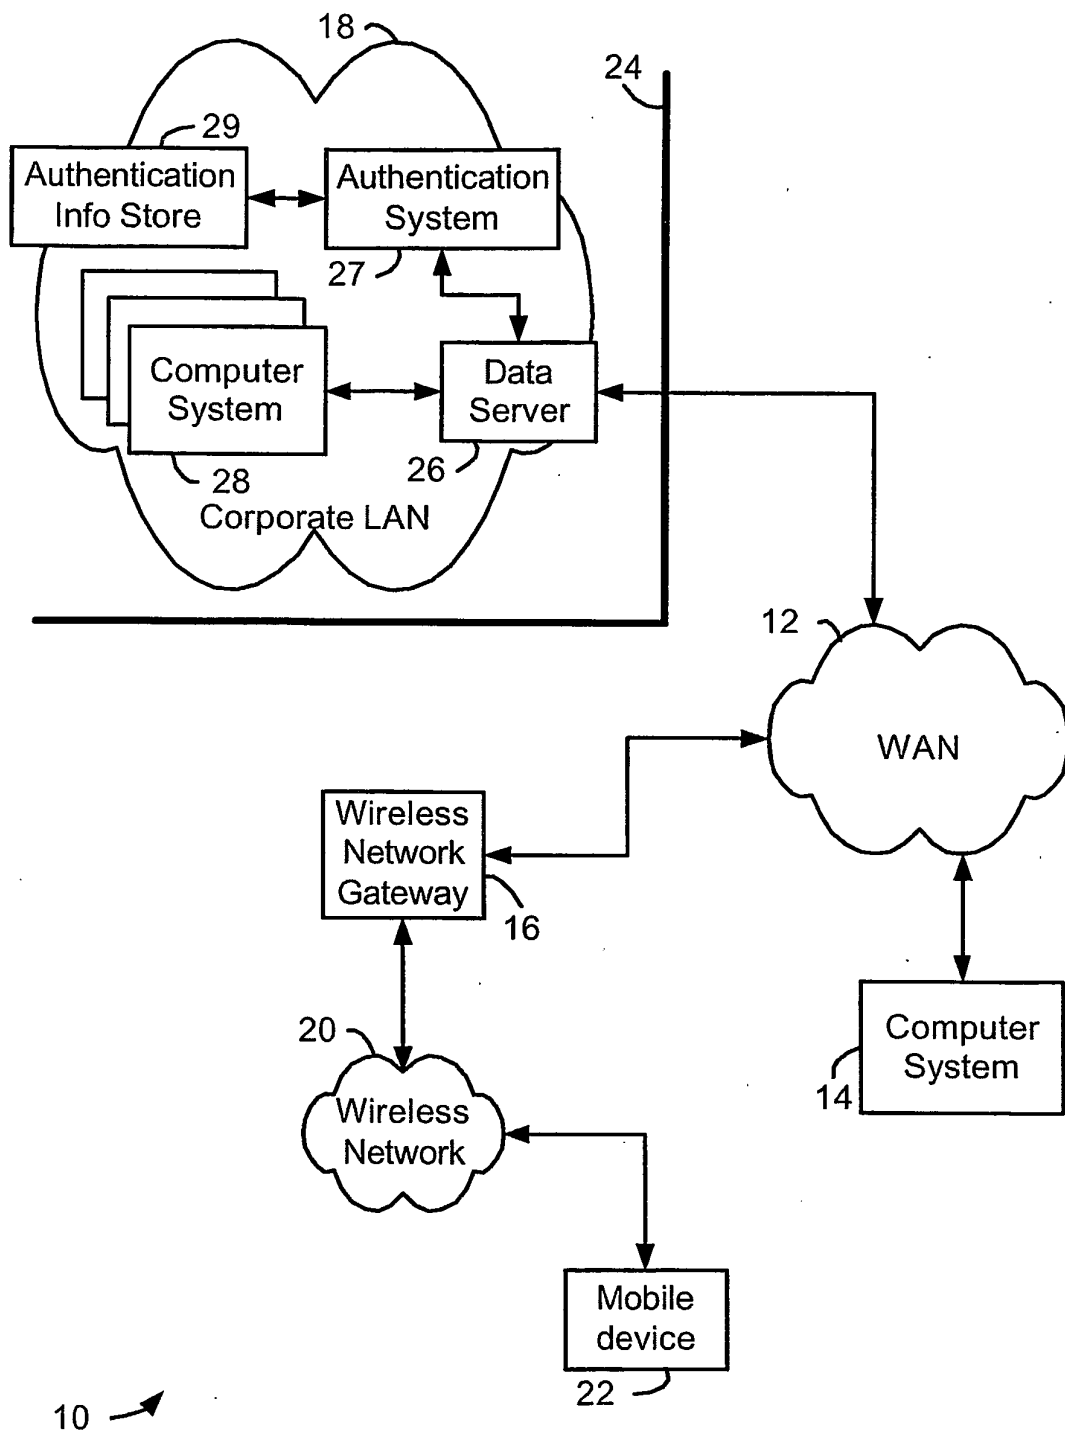 18
24
29
Authentication
Info Store
Authentication
System
27
Computer
System
28
Data
Server
26
Corporate LAN
12
WAN
Wireless
Network
Gateway
16
20
Wireless
Network
Computer
System
14
Mobile
device
22
10